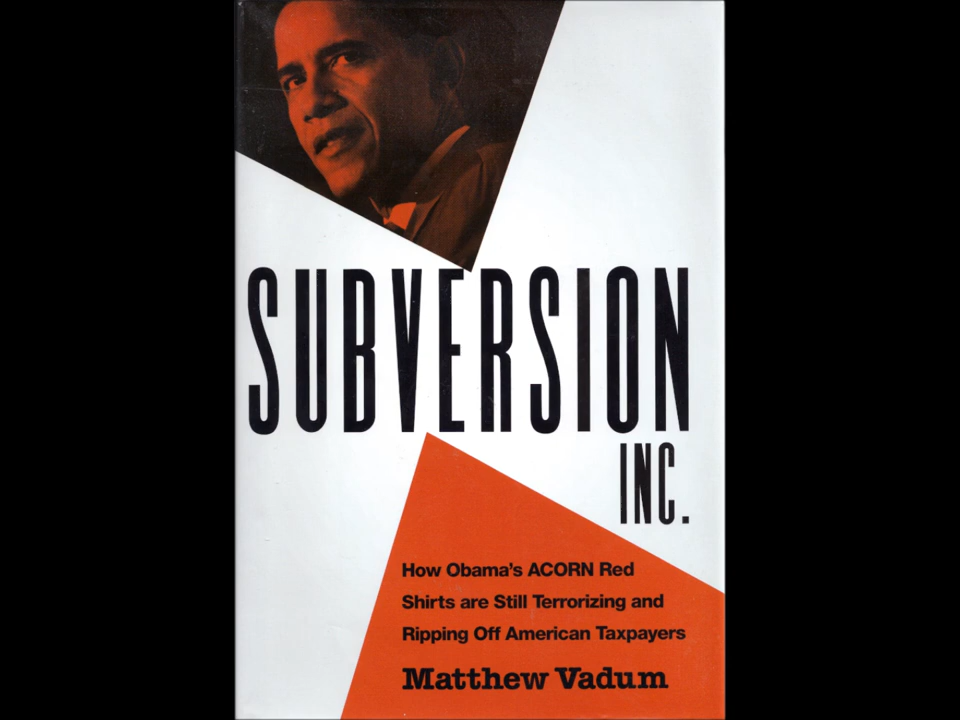 SUBVERSION
INC.
How Obama's ACORN Red
Shirts are Still Terrorizing and
Ripping Off American Taxpayers
Matthew Vadum